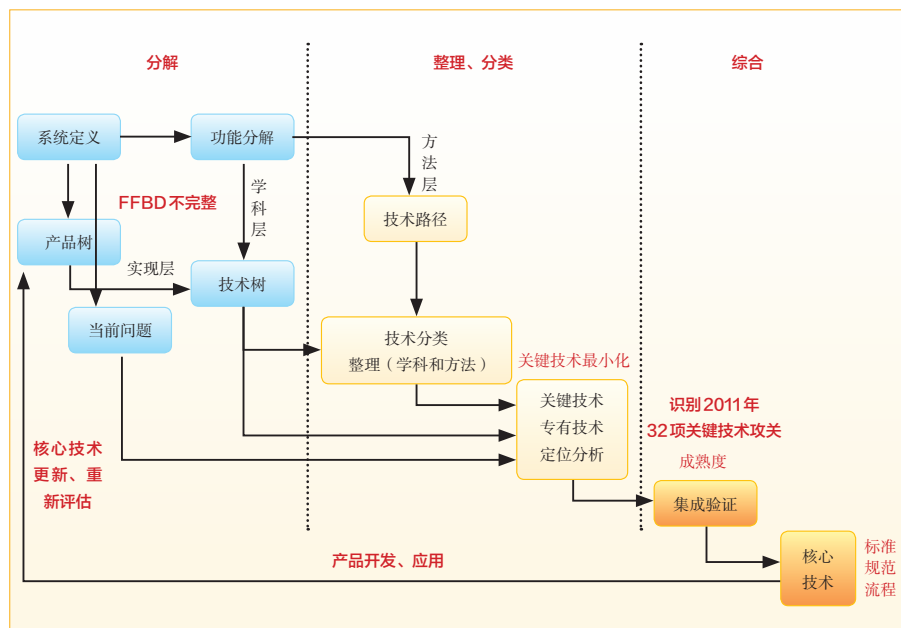 分解
整理、分类
综合
系统定义
功能分解
方法层
学科层
FFBD不完整
技术路径
产品树
实现层
技术树
当前问题
技术分类
整理（学科和方法）
关键技术最小化
关键技术
专有技术
定位分析
识别2011年
32项关键技术攻关
成熟度
核心技术
更新、重
新评估
集成验证
产品开发、应用
核心
技术
标准
规范
流程